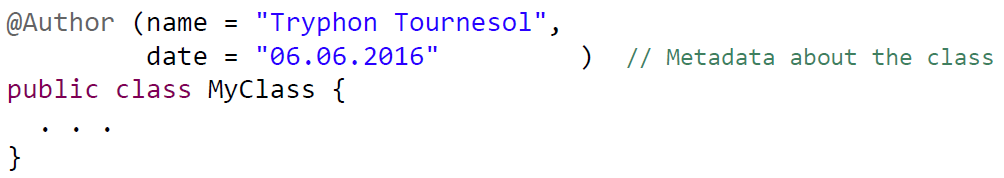 @Author (name = "Tryphon Tournesol",
         date = "06.06.2016"         )  // Metadata about the class
public class MyClass {
  . . .
}